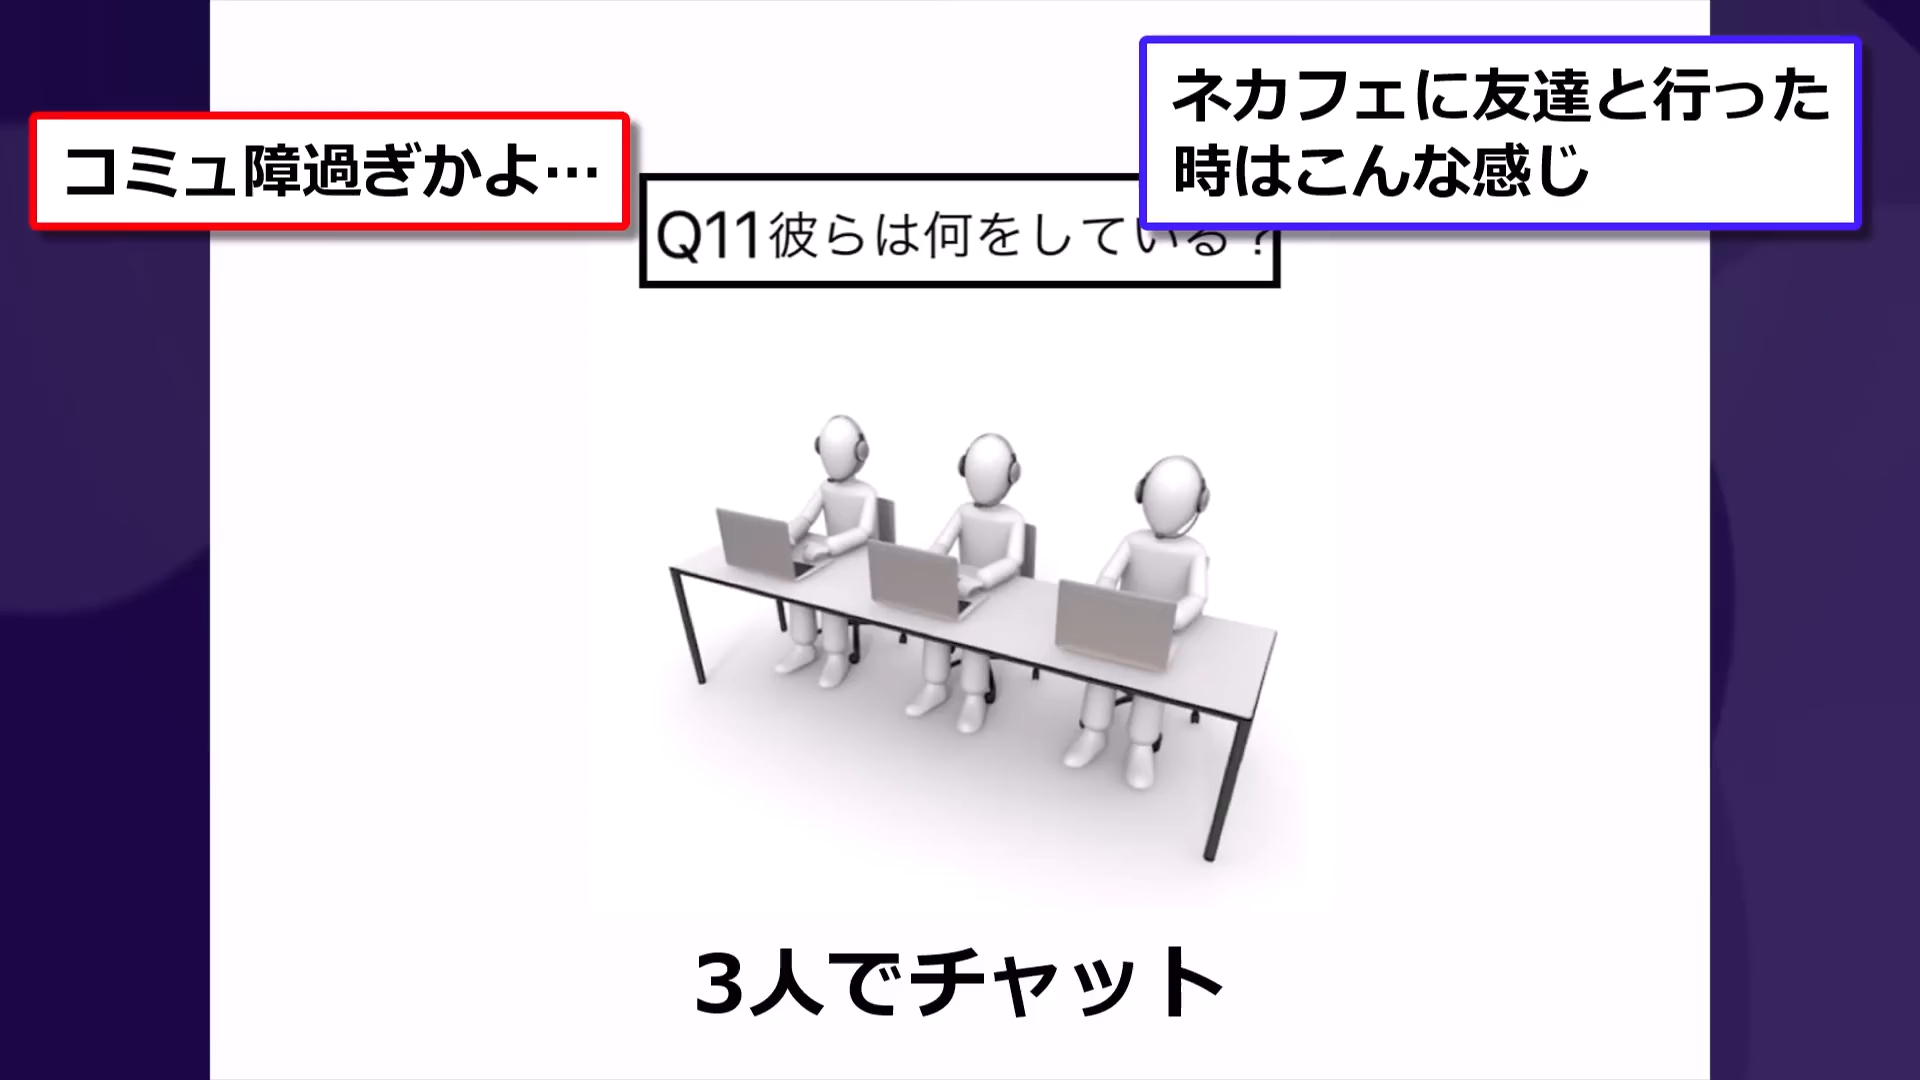 コミュ障過ぎかよ…
ネカフェに友達と行った
時はこんな感じ
Q11彼らは何をしている?
3人でチャット